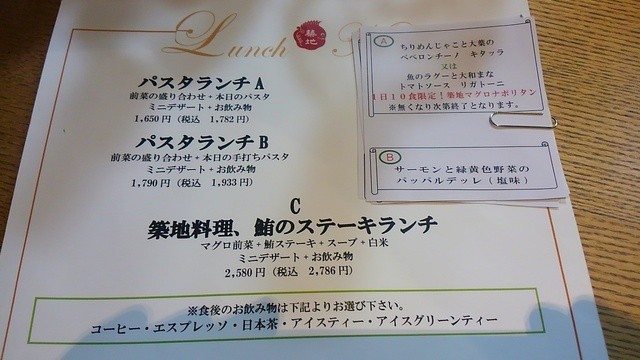 Lunch
築地
パスタランチ A
前菜の盛り合わせ + 本日のパスタ
ミニデザート + お飲み物
1,650 円 (税込 1,782 円)
パスタランチ B
前菜の盛り合わせ + 本日の手打ちパスタ
ミニデザート + お飲み物
1,790 円 (税込 1,933 円)
C
築地料理、鮪のステーキランチ
マグロ前菜 + 鮪ステーキ + スープ + 白米
ミニデザート + お飲み物
2,580 円 (税込 2,786 円)
※食後のお飲み物は下記よりお選び下さい。
コーヒー・エスプレッソ・日本茶・アイスティー・アイスグリーンティー
A
ちりめんじゃこと大葉の
ペペロンチーノ キタッラ
又は
魚のラグーと大和まな
トマトソース リガトーニ
1日10食限定！築地マグロナポリタン
※無くなり次第終了となります。
B
サーモンと緑黄色野菜の
パッパルデッレ (塩味)